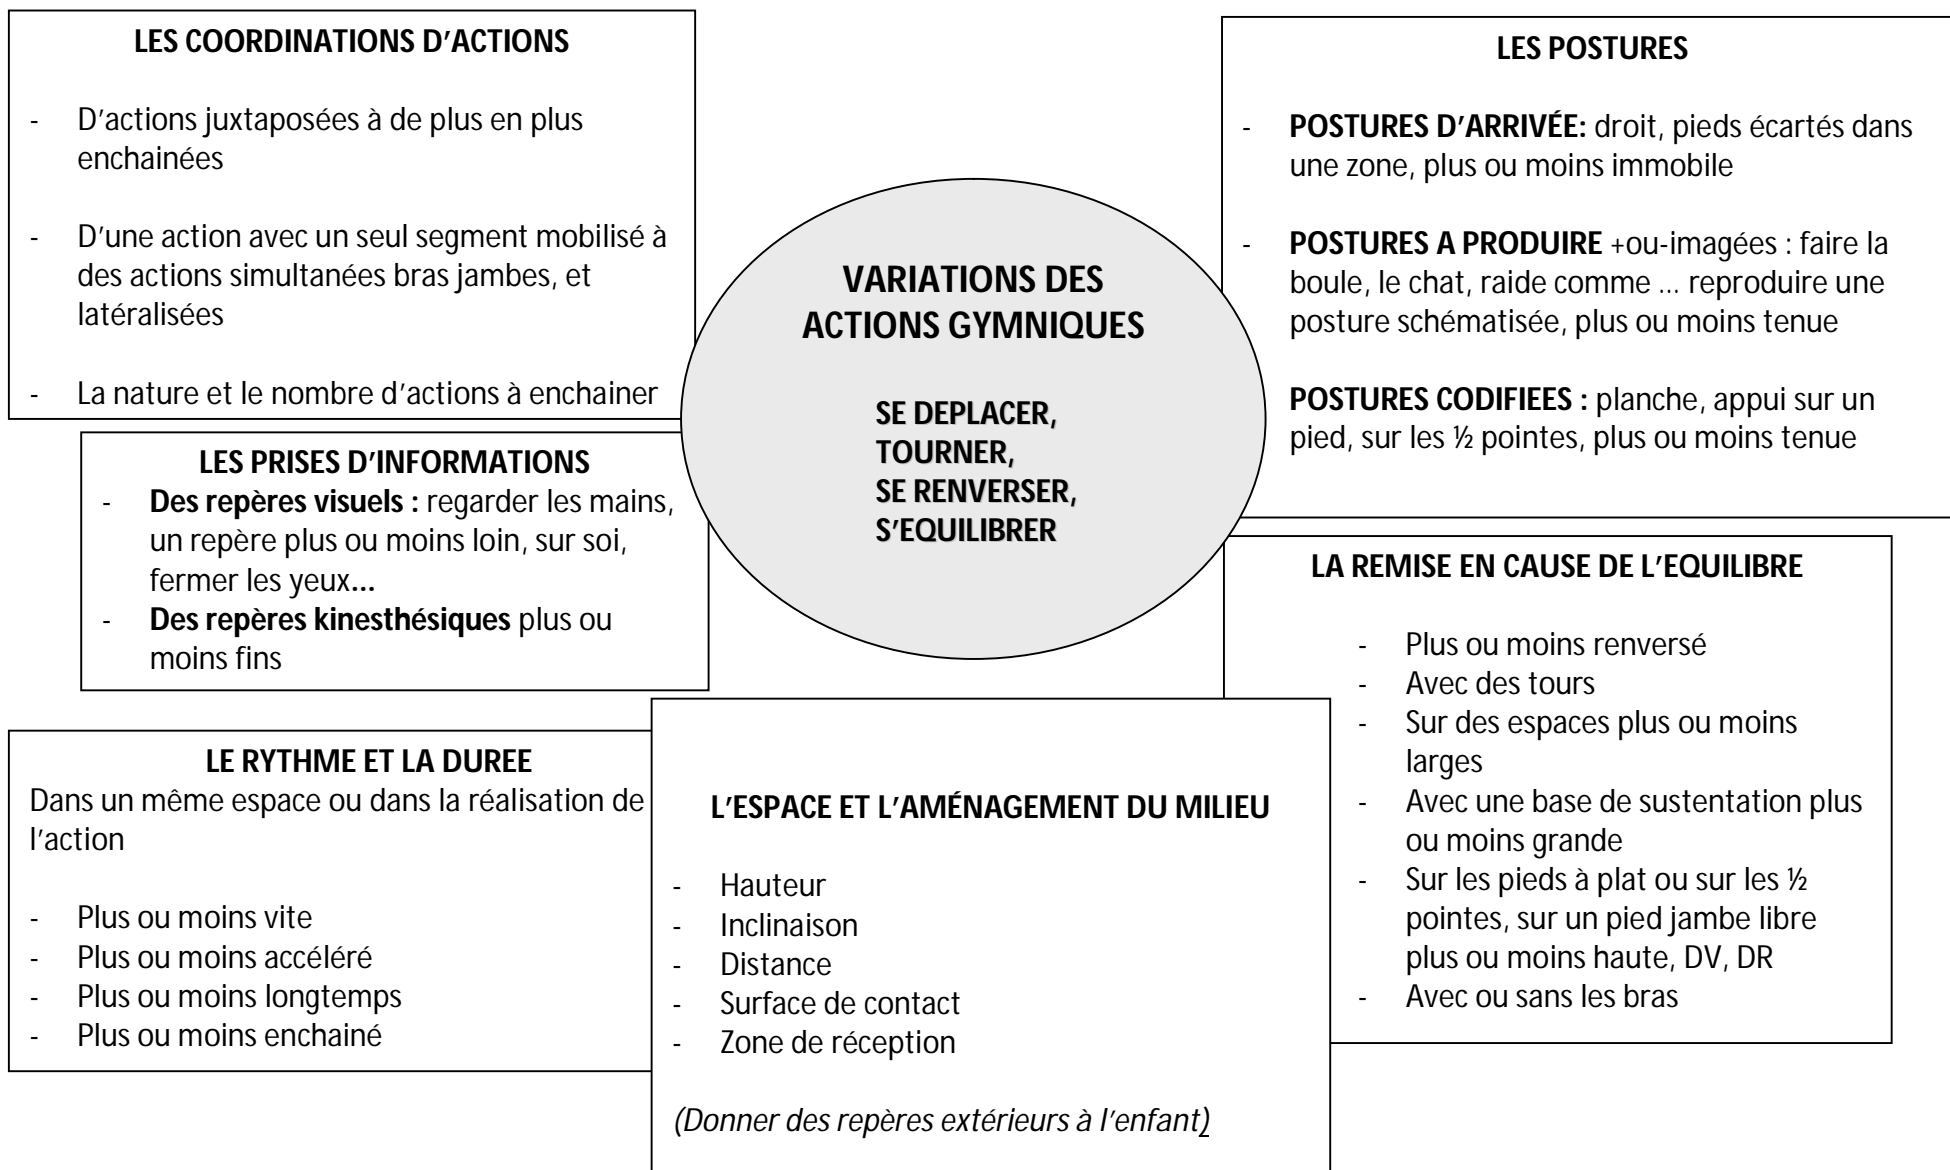 LES COORDINATIONS D’ACTIONS
- D’actions juxtaposées à de plus en plus
enchainées
- D’une action avec un seul segment mobilisé à
des actions simultanées bras jambes, et
latéralisées
- La nature et le nombre d’actions à enchainer
LES PRISES D’INFORMATIONS
- Des repères visuels : regarder les mains,
un repère plus ou moins loin, sur soi,
fermer les yeux...
- Des repères kinesthésiques plus ou
moins fins
LE RYTHME ET LA DUREE
Dans un même espace ou dans la réalisation de
l’action
- Plus ou moins vite
- Plus ou moins accéléré
- Plus ou moins longtemps
- Plus ou moins enchainé
VARIATIONS DES
ACTIONS GYMNIQUES
SE DEPLACER,
TOURNER,
SE RENVERSER,
S’EQUILIBRER
L’ESPACE ET L’AMÉNAGEMENT DU MILIEU
- Hauteur
- Inclinaison
- Distance
- Surface de contact
- Zone de réception
(Donner des repères extérieurs à l’enfant)
LES POSTURES
- POSTURES D’ARRIVÉE: droit, pieds écartés dans
une zone, plus ou moins immobile
- POSTURES A PRODUIRE +ou-imagées : faire la
boule, le chat, raide comme ... reproduire une
posture schématisée, plus ou moins tenue
POSTURES CODIFIEES : planche, appui sur un
pied, sur les ½ pointes, plus ou moins tenue
LA REMISE EN CAUSE DE L’EQUILIBRE
- Plus ou moins renversé
- Avec des tours
- Sur des espaces plus ou moins
larges
- Avec une base de sustentation plus
ou moins grande
- Sur les pieds à plat ou sur les ½
pointes, sur un pied jambe libre
plus ou moins haute, DV, DR
- Avec ou sans les bras